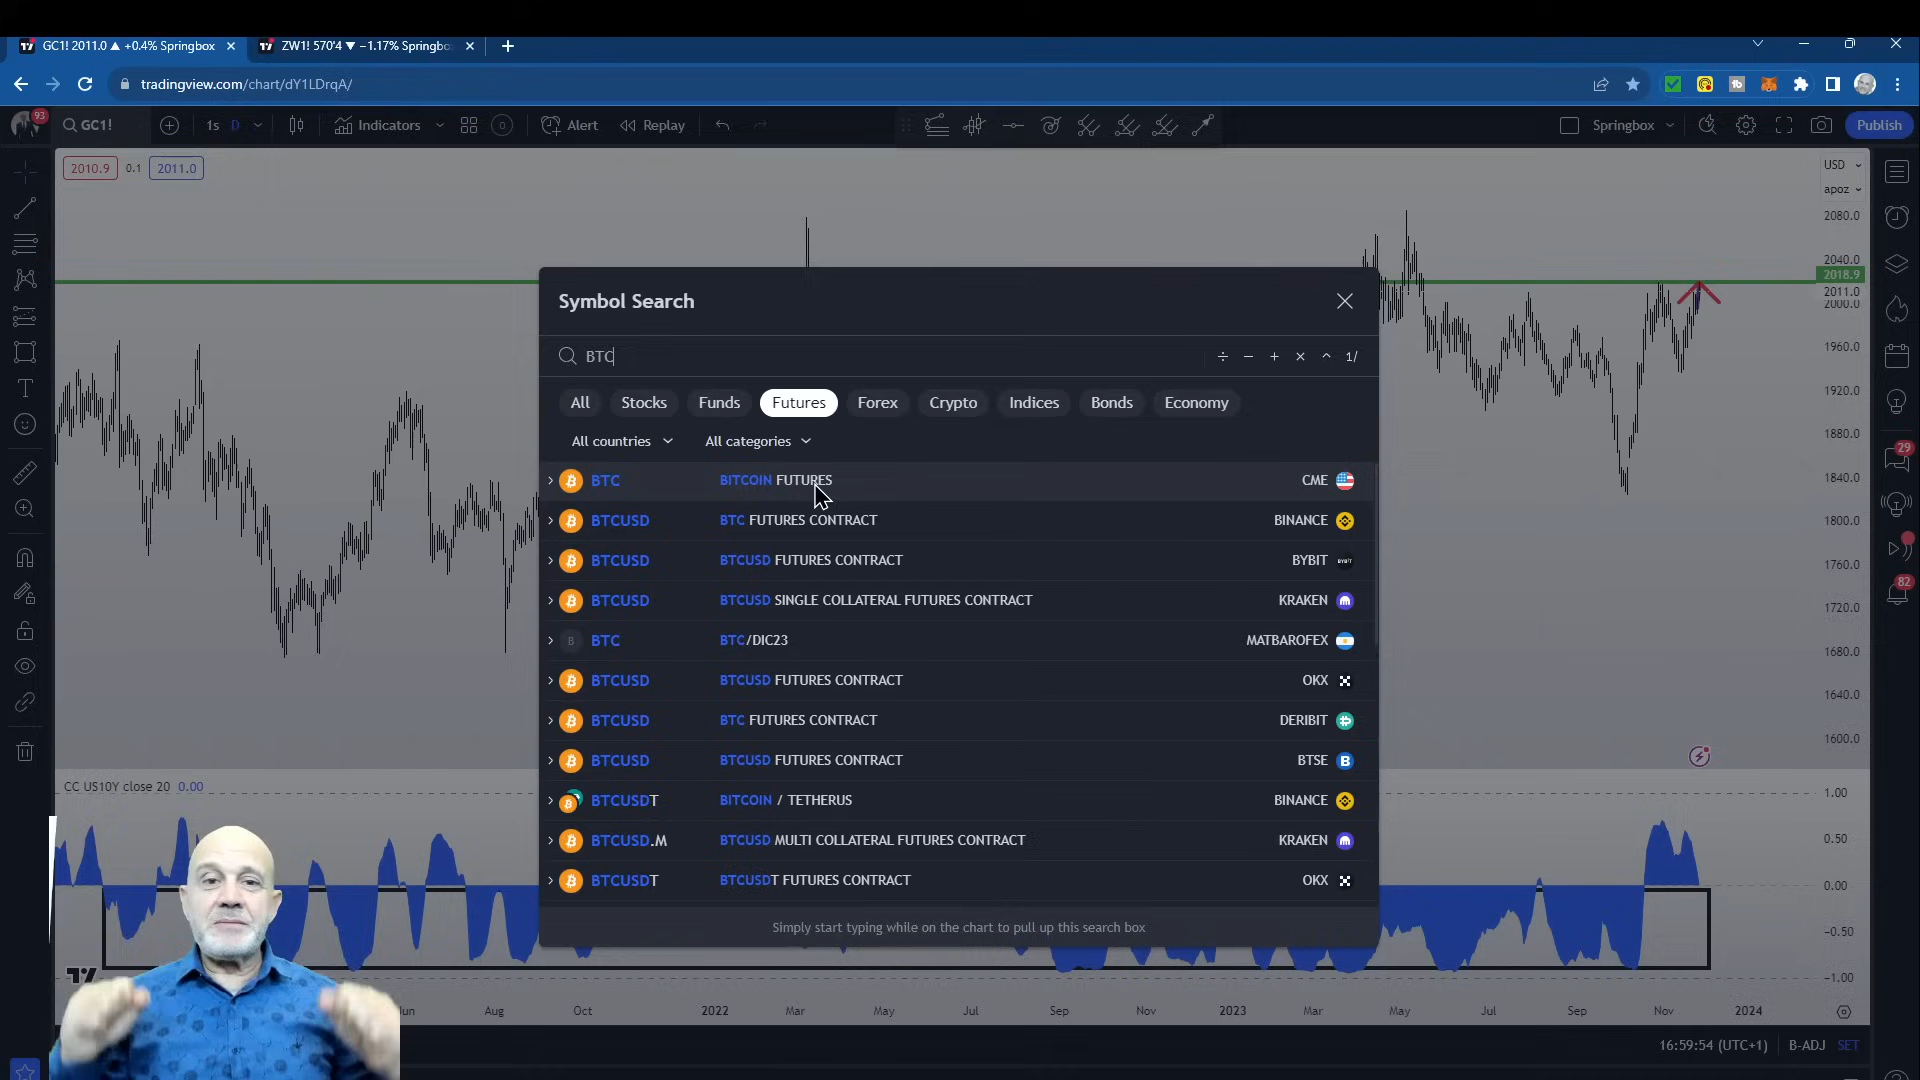 GC1! 2011.0 ▲ +0.4% Springbox
ZW1! 570'4 ▼ −1.17% Springbo
tradingview.com/chart/dY1LDrqA/
93
GC1!
1s D
Indicators
Alert
Replay
Springbox
Publish
2010.9 0.1 2011.0
USD
apoz
2080.0
2040.0
2018.9
2011.0
2000.0
1960.0
1920.0
1880.0
1840.0
1800.0
1760.0
1720.0
1680.0
1640.0
1600.0
29
82
Symbol Search
BTC
÷ − + × ^ 1/
All Stocks Funds Futures Forex Crypto Indices Bonds Economy
All countries All categories
BTC BITCOIN FUTURES CME
BTCUSD BTC FUTURES CONTRACT BINANCE
BTCUSD BTCUSD FUTURES CONTRACT BYBIT
BTCUSD BTCUSD SINGLE COLLATERAL FUTURES CONTRACT KRAKEN
B BTC BTC/DIC23 MATBAROFEX
BTCUSD BTCUSD FUTURES CONTRACT OKX
BTCUSD BTC FUTURES CONTRACT DERIBIT
BTCUSD BTCUSD FUTURES CONTRACT BTSE B
BTCUSDT BITCOIN / TETHERUS BINANCE
BTCUSD.M BTCUSD MULTI COLLATERAL FUTURES CONTRACT KRAKEN
BTCUSDT BTCUSDT FUTURES CONTRACT OKX
Simply start typing while on the chart to pull up this search box
CC US10Y close 20 0.00
1.00
0.50
0.00
−0.50
−1.00
Jun Aug Oct 2022 Mar May Jul Sep Nov 2023 Mar May Jul Sep Nov 2024
16:59:54 (UTC+1) B-ADJ SET